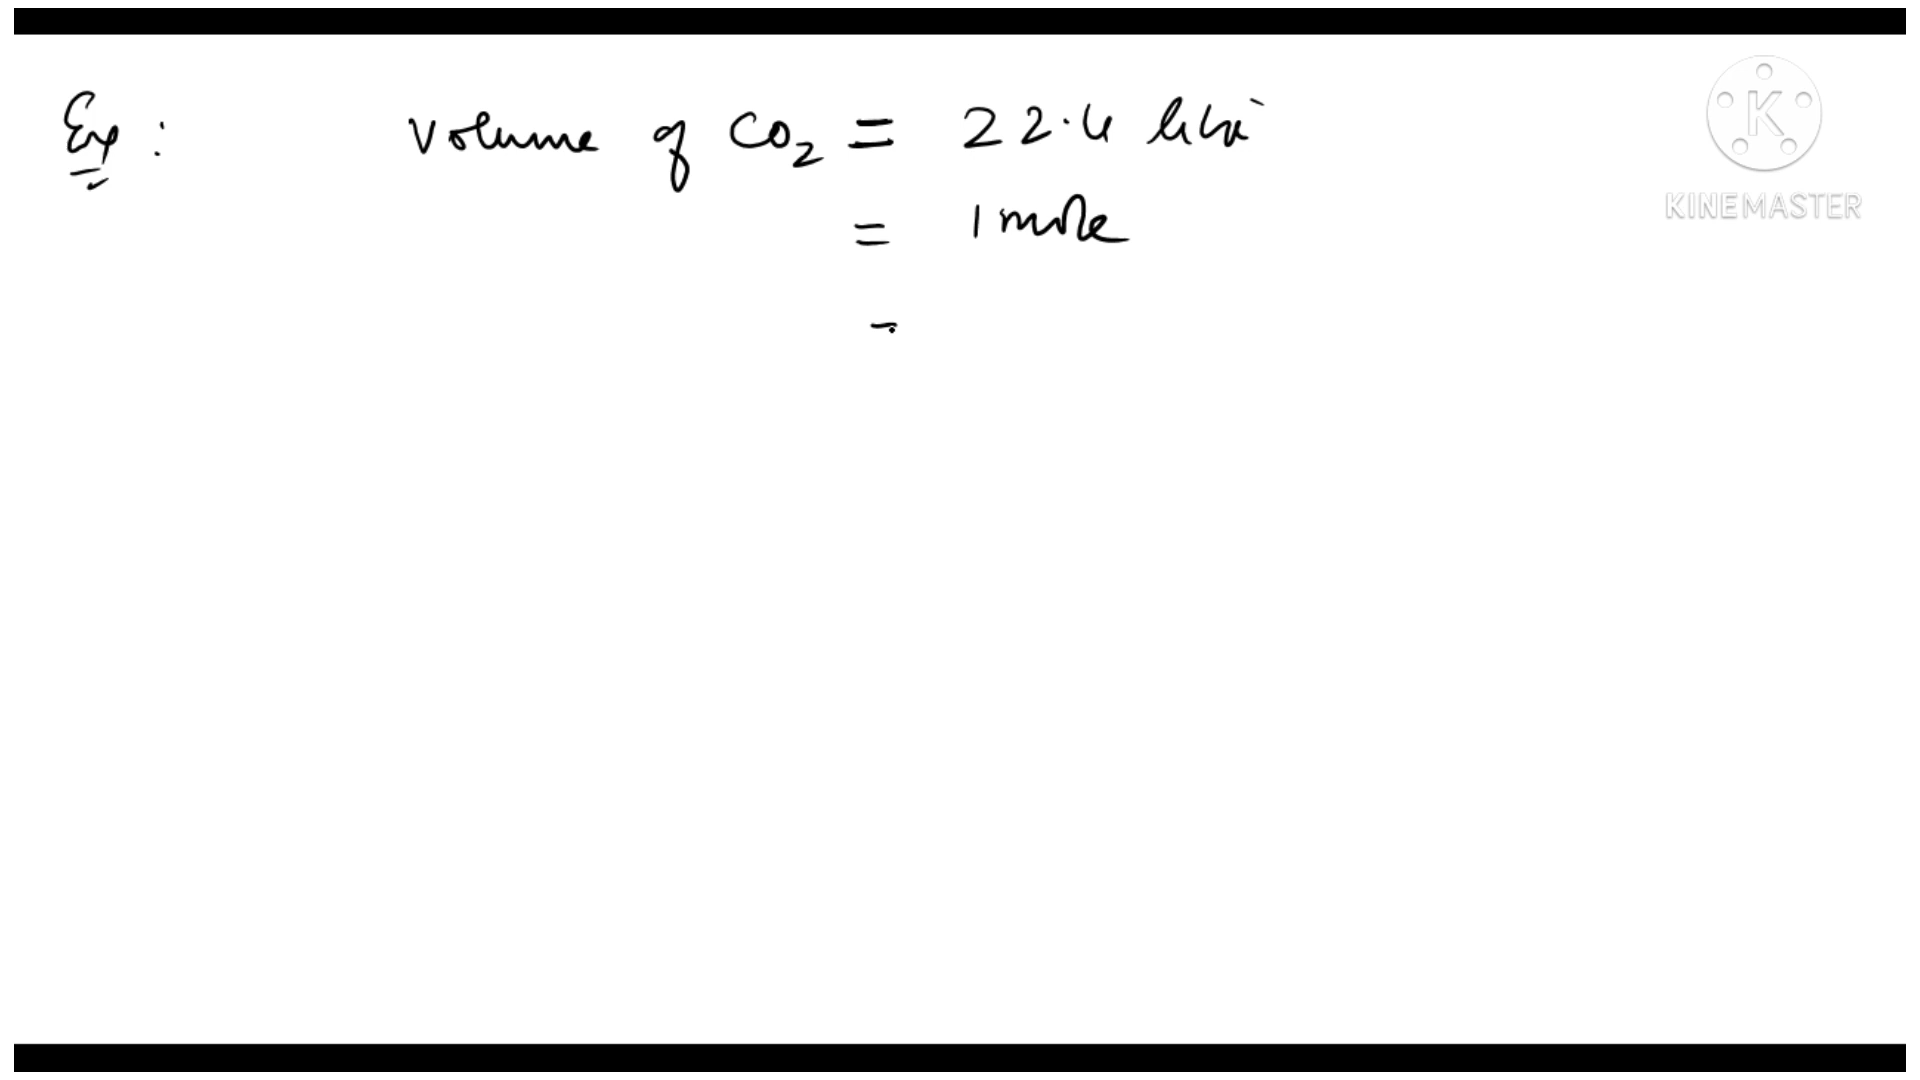 Ex : volume of CO₂ = 22.4 litre
= 1 mole
=
KINEMASTER